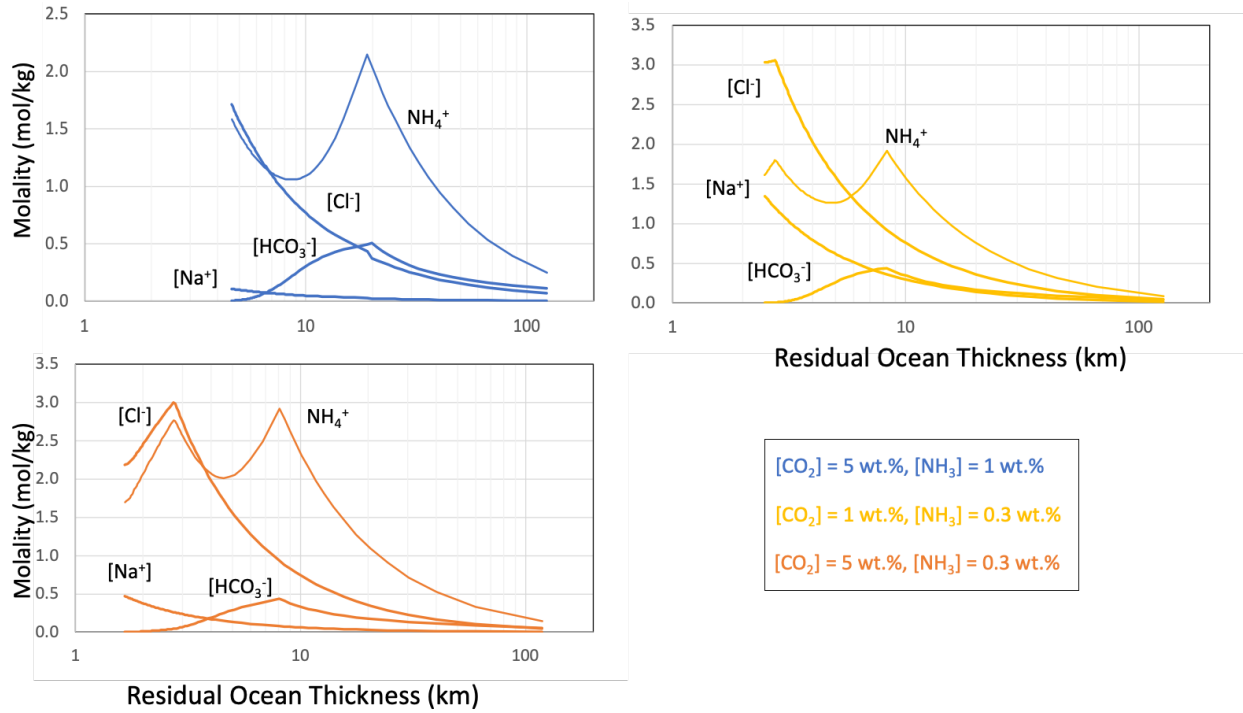 Molality (mol/kg)
2.5
2.0
1.5
1.0
0.5
0.0
NH₄⁺
[Cl⁻]
[HCO₃⁻]
[Na⁺]
1
10
100
3.5
3.0
2.5
2.0
1.5
1.0
0.5
0.0
[Cl⁻]
NH₄⁺
[Na⁺]
[HCO₃⁻]
1
10
100
Residual Ocean Thickness (km)
Molality (mol/kg)
3.5
3.0
2.5
2.0
1.5
1.0
0.5
0.0
[Cl⁻]
NH₄⁺
[Na⁺]
[HCO₃⁻]
1
10
100
Residual Ocean Thickness (km)
[CO₂] = 5 wt.%, [NH₃] = 1 wt.%
[CO₂] = 1 wt.%, [NH₃] = 0.3 wt.%
[CO₂] = 5 wt.%, [NH₃] = 0.3 wt.%